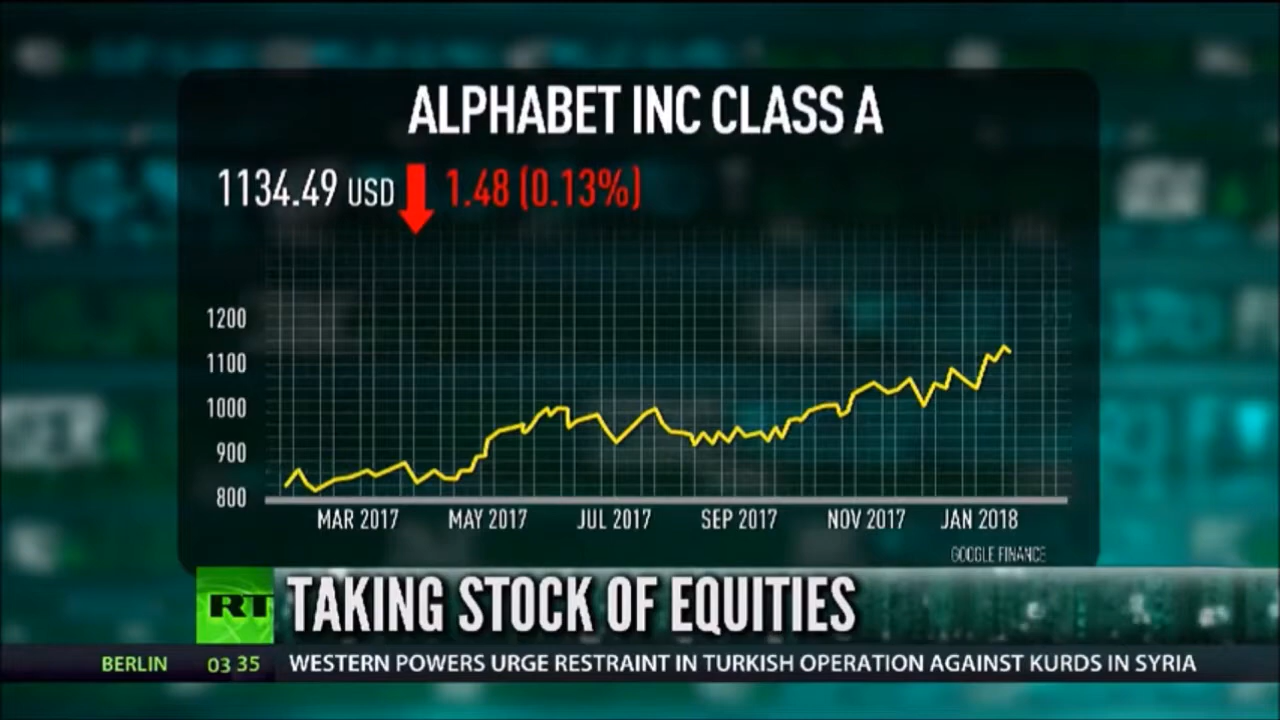 ALPHABET INC CLASS A
1134.49 USD 1.48 (0.13%)
1200
1100
1000
900
800
MAR 2017 MAY 2017 JUL 2017 SEP 2017 NOV 2017 JAN 2018
GOOGLE FINANCE
RT TAKING STOCK OF EQUITIES
BERLIN 03 35 WESTERN POWERS URGE RESTRAINT IN TURKISH OPERATION AGAINST KURDS IN SYRIA